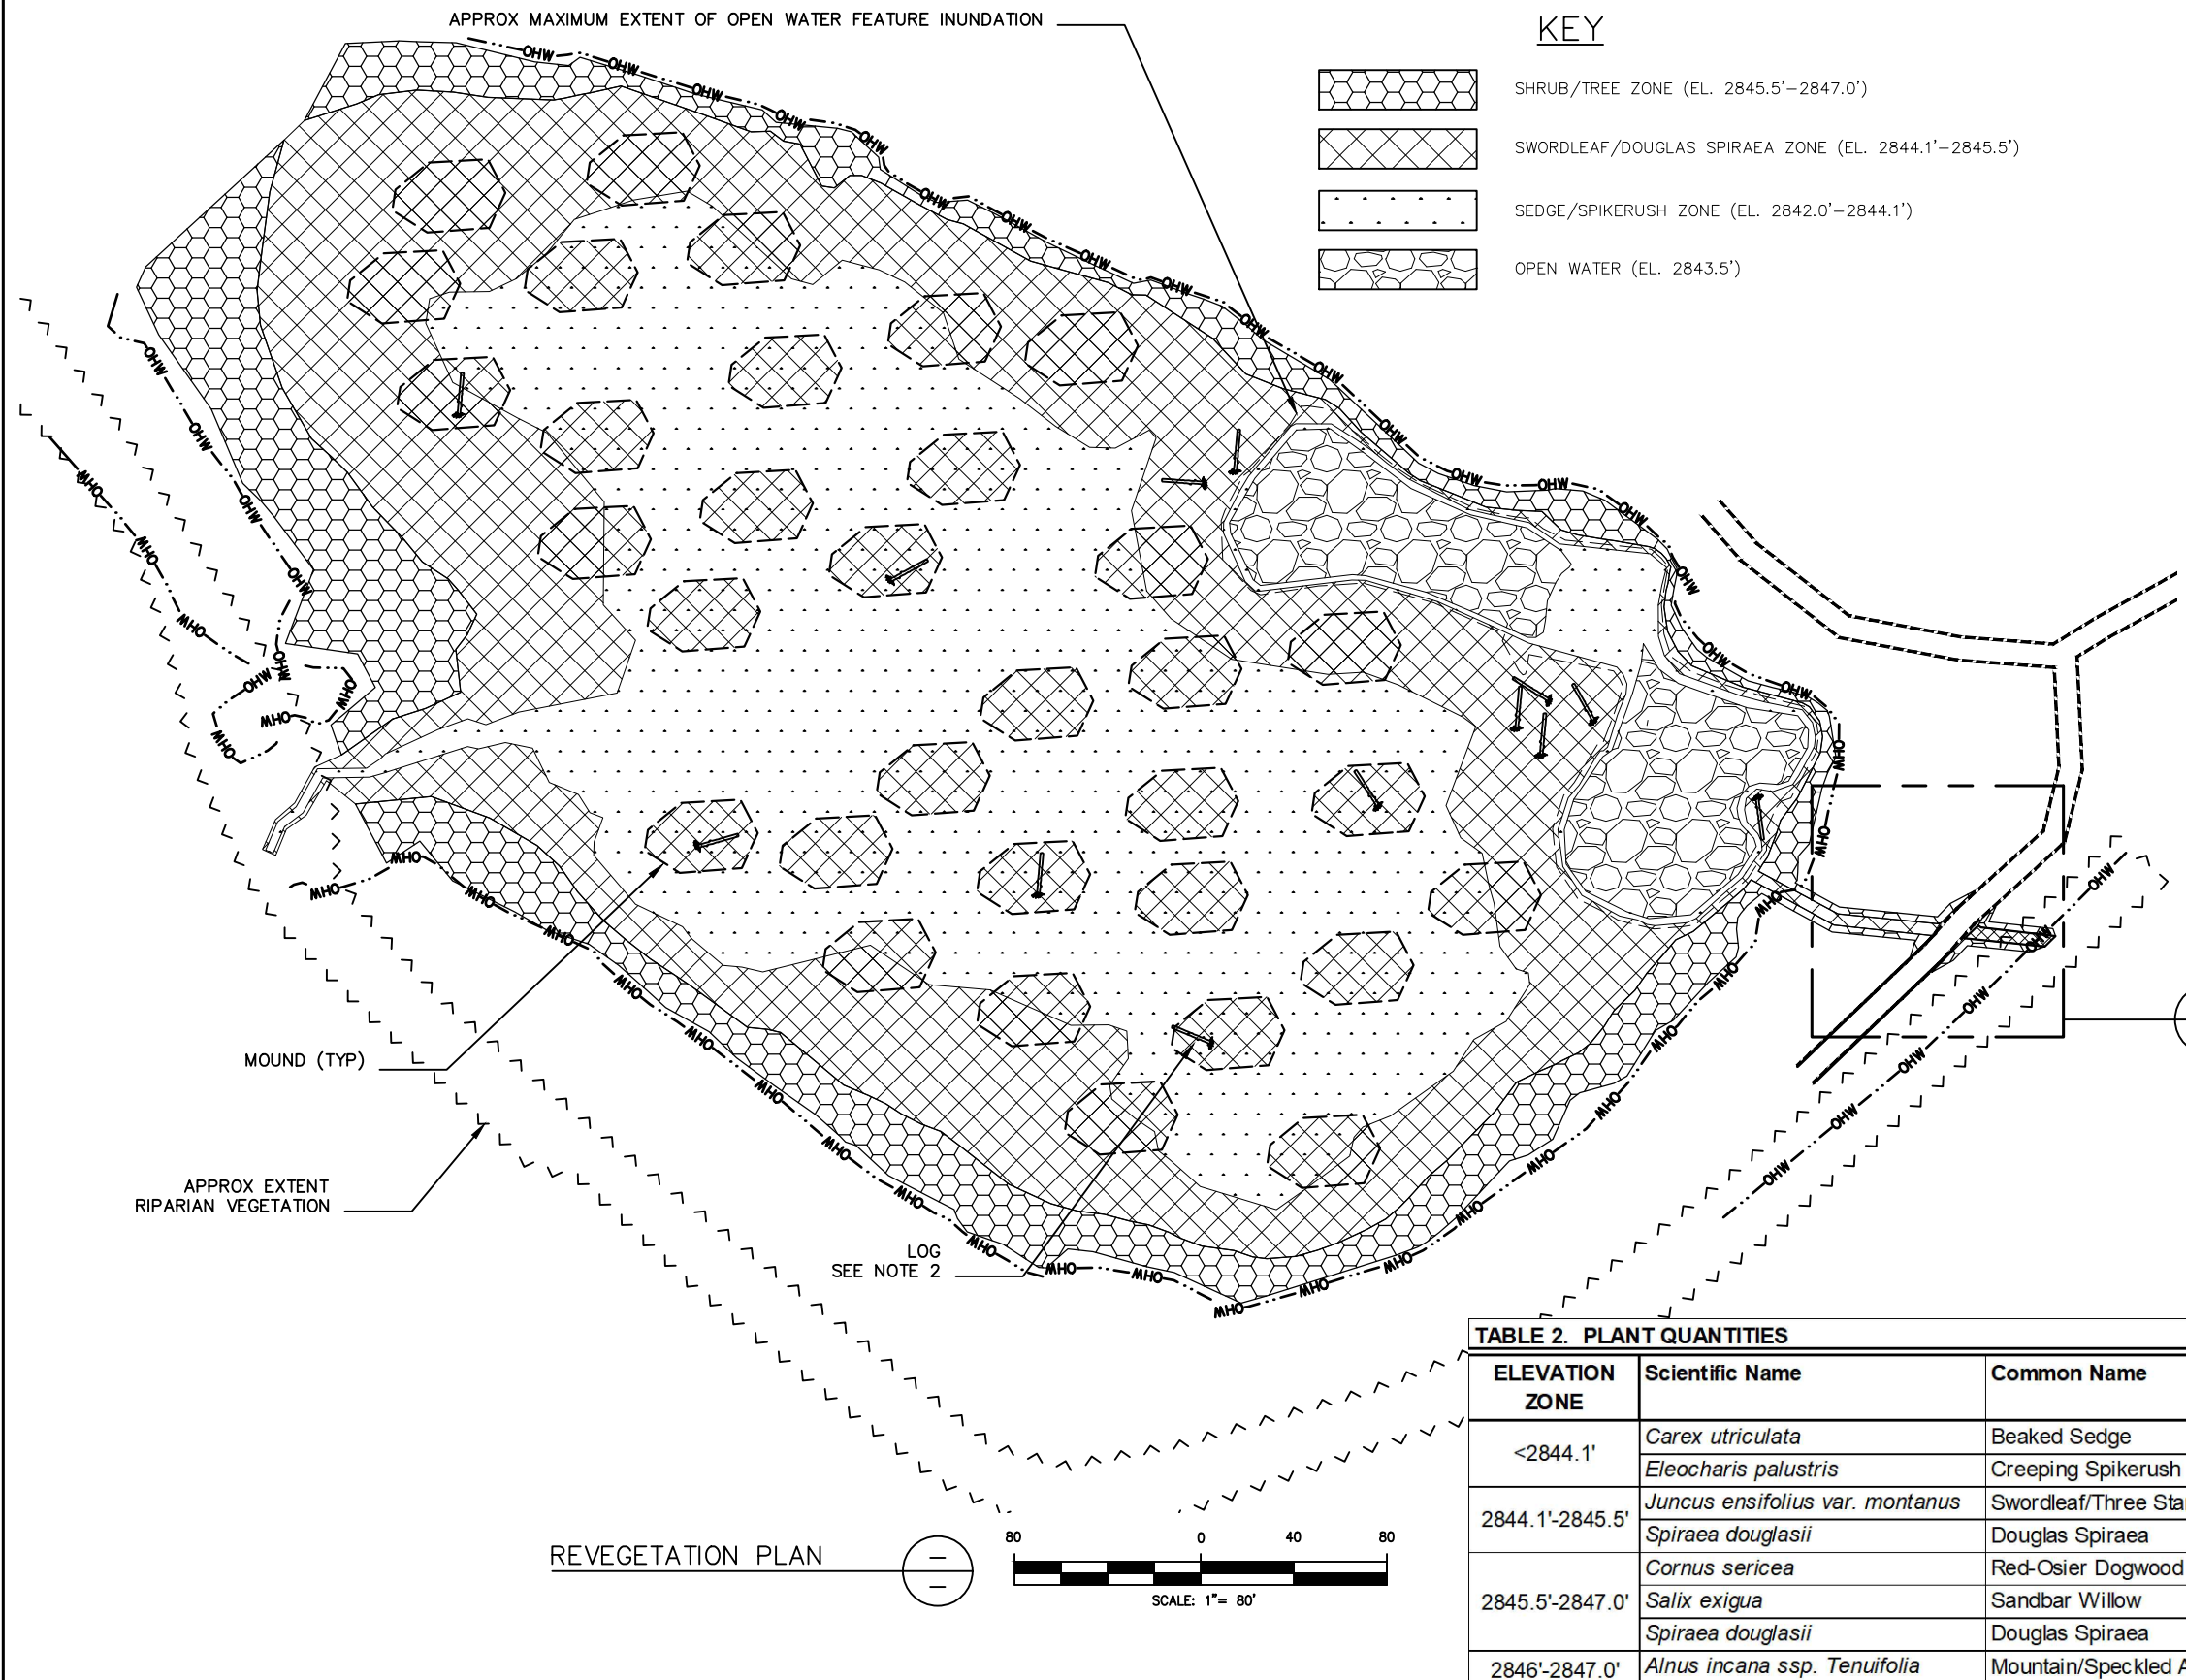 APPROX MAXIMUM EXTENT OF OPEN WATER FEATURE INUNDATION
KEY
SHRUB/TREE ZONE (EL. 2845.5'–2847.0')
SWORDLEAF/DOUGLAS SPIRAEA ZONE (EL. 2844.1'–2845.5')
SEDGE/SPIKERUSH ZONE (EL. 2842.0'–2844.1')
OPEN WATER (EL. 2843.5')
OHW
MOUND (TYP)
APPROX EXTENT
RIPARIAN VEGETATION
LOG
SEE NOTE 2
REVEGETATION PLAN
80 0 40 80
SCALE: 1"= 80'
TABLE 2. PLANT QUANTITIES
ELEVATION ZONE Scientific Name Common Name
<2844.1' Carex utriculata Beaked Sedge
Eleocharis palustris Creeping Spikerush
2844.1'-2845.5' Juncus ensifolius var. montanus Swordleaf/Three
Spiraea douglasii Douglas Spiraea
2845.5'-2847.0' Cornus sericea Red-Osier Dogwood
Salix exigua Sandbar Willow
Spiraea douglasii Douglas Spiraea
2846'-2847.0' Alnus incana ssp. Tenuifolia Mountain/Speckled